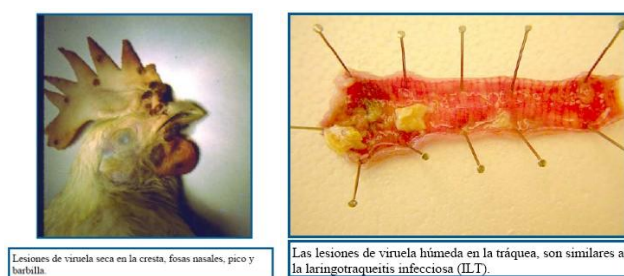 Lesiones de viruela seca en la cresta, fosas nasales, pico y
barbilla.
Las lesiones de viruela húmeda en la tráquea, son similares a
la laringotraqueitis infecciosa (ILT).